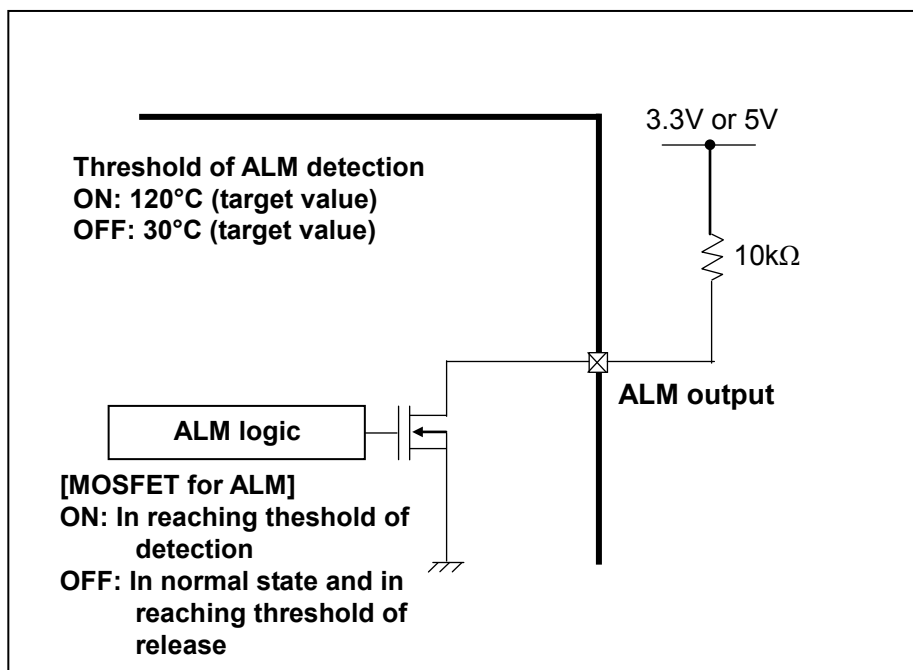 3.3V or 5V
Threshold of ALM detection
ON: 120°C (target value)
OFF: 30°C (target value)
10kΩ
ALM output
ALM logic
[MOSFET for ALM]
ON: In reaching theshold of
detection
OFF: In normal state and in
reaching threshold of
release